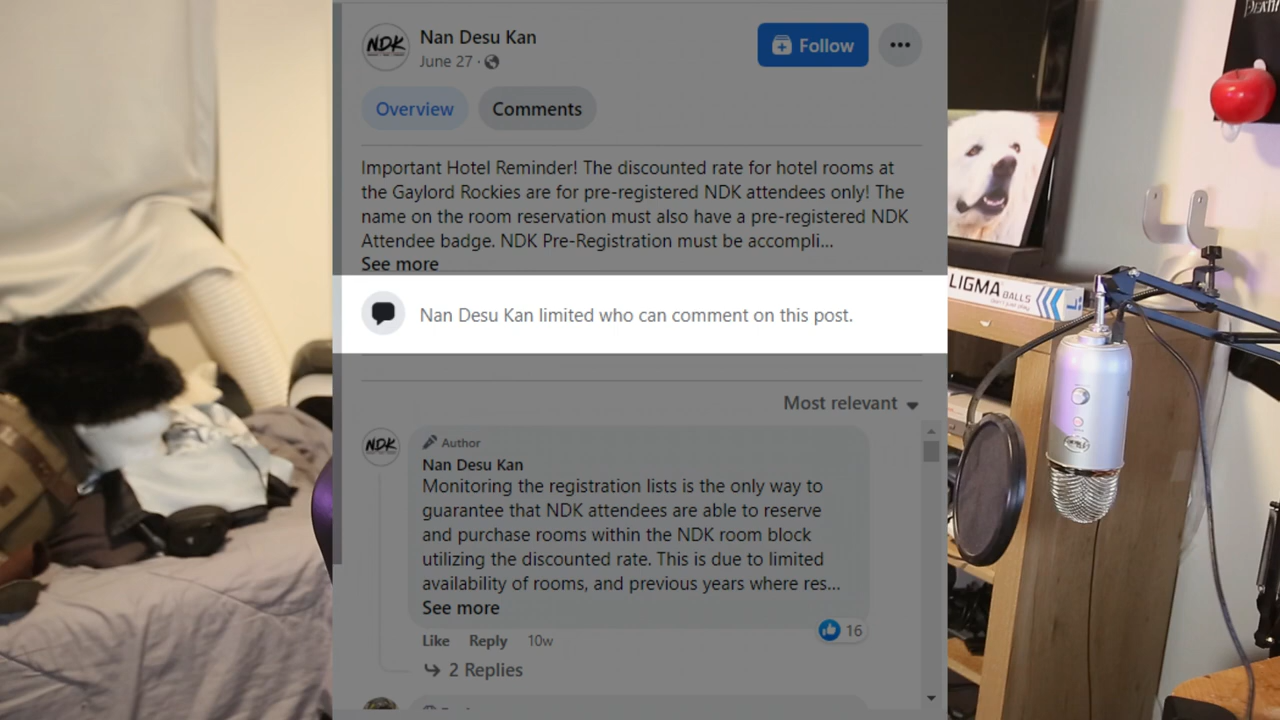 NDK
Nan Desu Kan
June 27 ·
Follow
Overview
Comments
Important Hotel Reminder! The discounted rate for hotel rooms at
the Gaylord Rockies are for pre-registered NDK attendees only! The
name on the room reservation must also have a pre-registered NDK
Attendee badge. NDK Pre-Registration must be accompli...
See more
Nan Desu Kan limited who can comment on this post.
Most relevant
NDK
Author
Nan Desu Kan
Monitoring the registration lists is the only way to
guarantee that NDK attendees are able to reserve
and purchase rooms within the NDK room block
utilizing the discounted rate. This is due to limited
availability of rooms, and previous years where res...
See more
16
Like Reply 10w
2 Replies
LIGMA BALLS